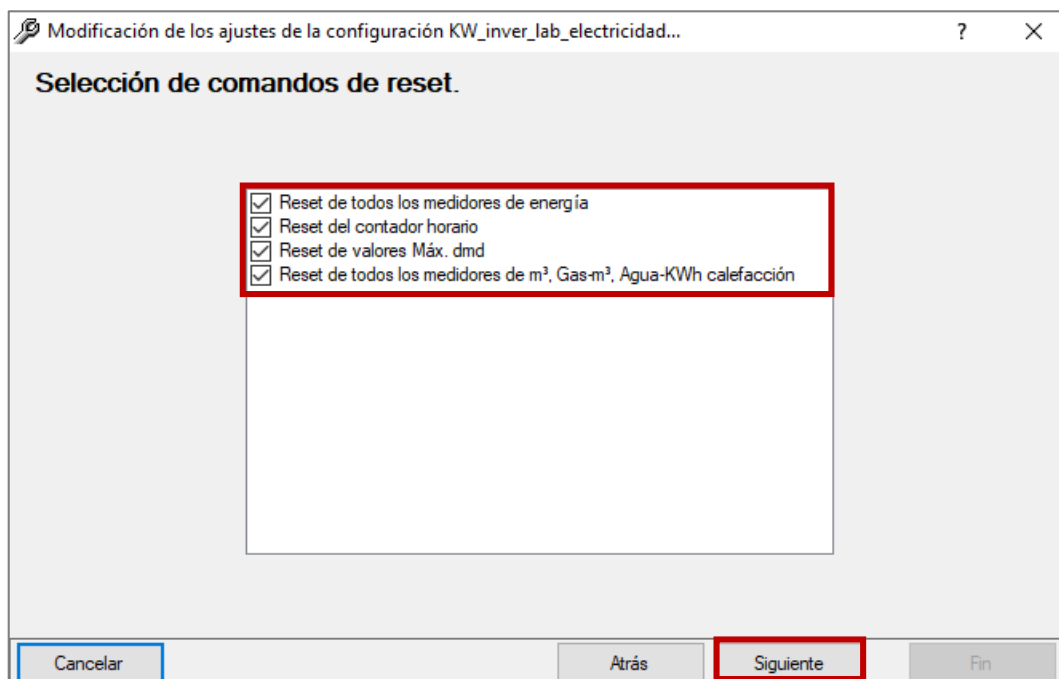 Modificación de los ajustes de la configuración KW_inver_lab_electricidad... ?
Selección de comandos de reset.
Reset de todos los medidores de energía
Reset del contador horario
Reset de valores Máx. dmd
Reset de todos los medidores de m³, Gas-m³, Agua-KWh calefacción
Cancelar Atrás Siguiente Fin